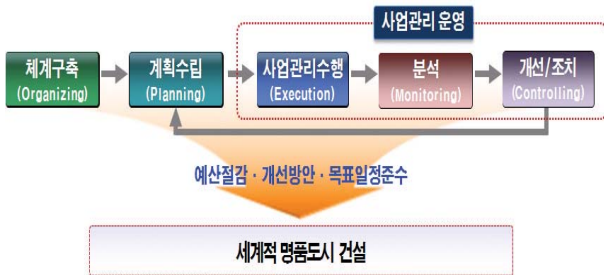 사업관리 운영
체계구축
(Organizing)
계획수립
(Planning)
사업관리수행
(Execution)
분석
(Monitoring)
개선/조치
(Controlling)
예산절감 · 개선방안 · 목표일정준수
세계적 명품도시 건설